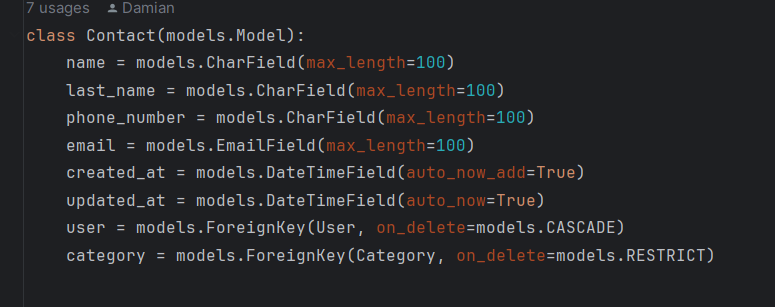 7 usages Damian
class Contact(models.Model):
    name = models.CharField(max_length=100)
    last_name = models.CharField(max_length=100)
    phone_number = models.CharField(max_length=100)
    email = models.EmailField(max_length=100)
    created_at = models.DateTimeField(auto_now_add=True)
    updated_at = models.DateTimeField(auto_now=True)
    user = models.ForeignKey(User, on_delete=models.CASCADE)
    category = models.ForeignKey(Category, on_delete=models.RESTRICT)